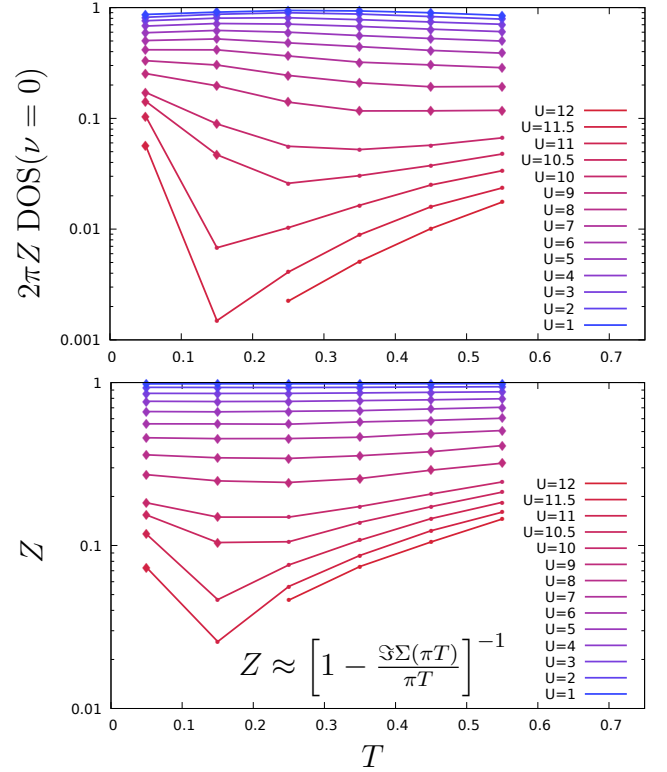 1
0.1
0.01
0.001
2πZ DOS(ν = 0)
0 0.1 0.2 0.3 0.4 0.5 0.6 0.7
U=12
U=11.5
U=11
U=10.5
U=10
U=9
U=8
U=7
U=6
U=5
U=4
U=3
U=2
U=1
1
0.1
0.01
Z
0 0.1 0.2 0.3 0.4 0.5 0.6 0.7
T
U=12
U=11.5
U=11
U=10.5
U=10
U=9
U=8
U=7
U=6
U=5
U=4
U=3
U=2
U=1
Z ≈ [1 − ℑΣ(πT)/πT]⁻¹